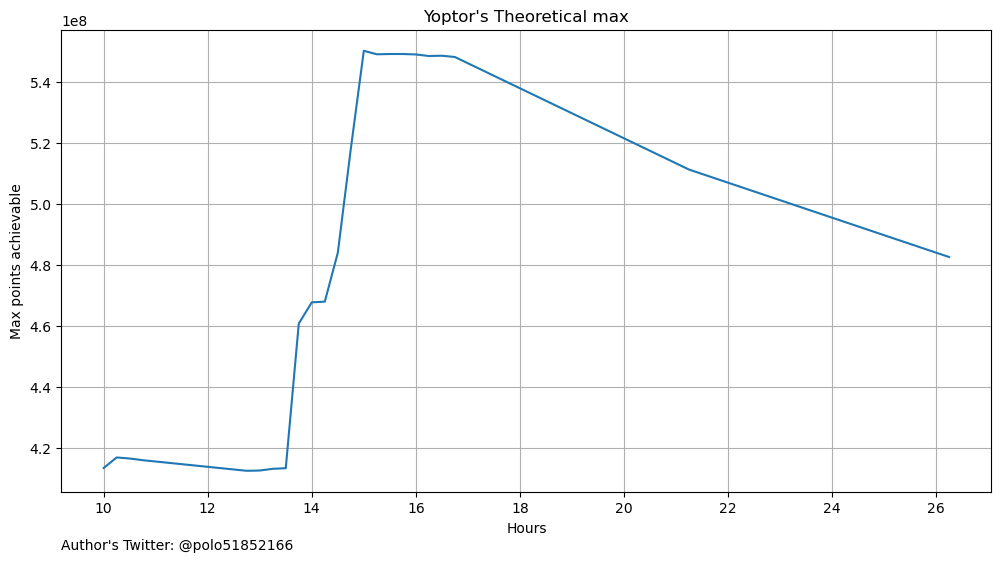 Yoptor's Theoretical max
1e8
5.4
5.2
5.0
4.8
4.6
4.4
4.2
Max points achievable
10 12 14 16 18 20 22 24 26
Hours
Author's Twitter: @polo51852166